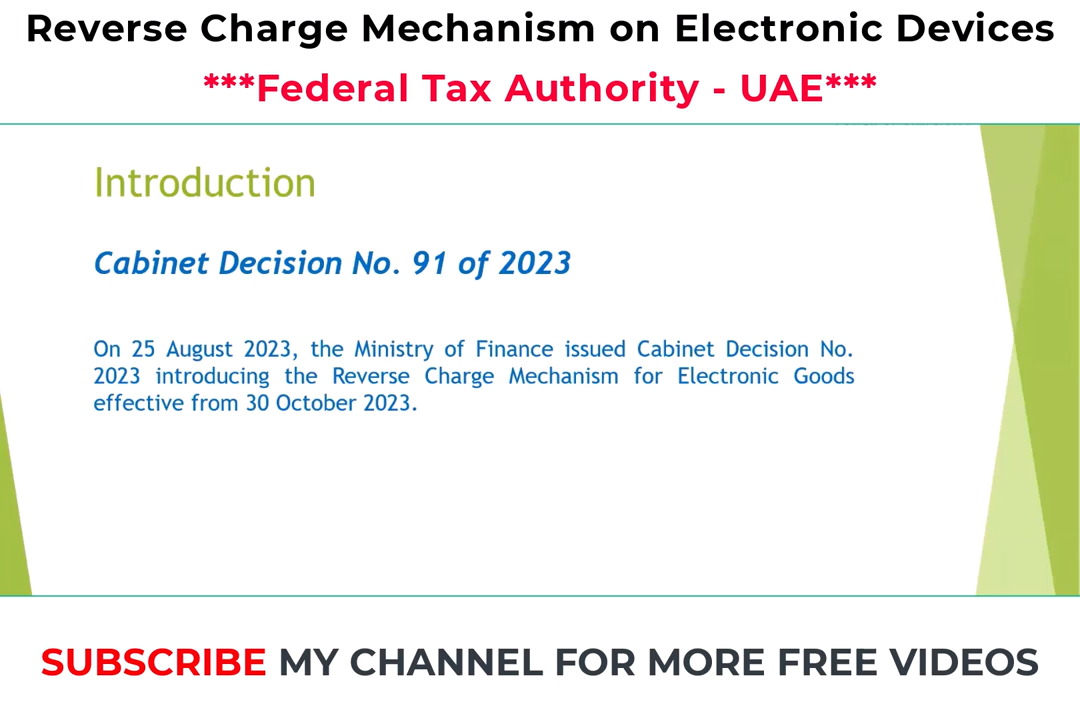 Reverse Charge Mechanism on Electronic Devices
***Federal Tax Authority - UAE***
Introduction
Cabinet Decision No. 91 of 2023
On 25 August 2023, the Ministry of Finance issued Cabinet Decision No.
2023 introducing the Reverse Charge Mechanism for Electronic Goods
effective from 30 October 2023.
SUBSCRIBE MY CHANNEL FOR MORE FREE VIDEOS